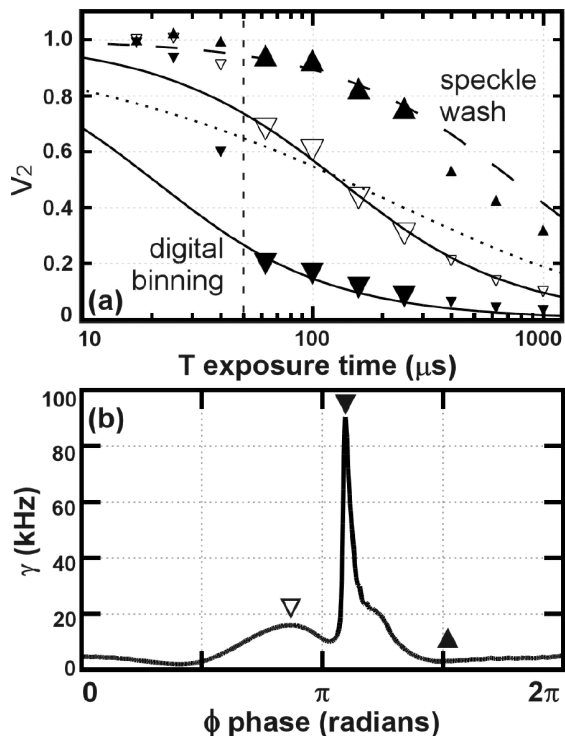 1.0
0.8
0.6
0.4
0.2
0
V2
speckle
wash
digital
binning
(a)
10 100 1000
T exposure time (μs)
(b)
100
80
60
40
20
0
γ (kHz)
0 π 2π
ϕ phase (radians)